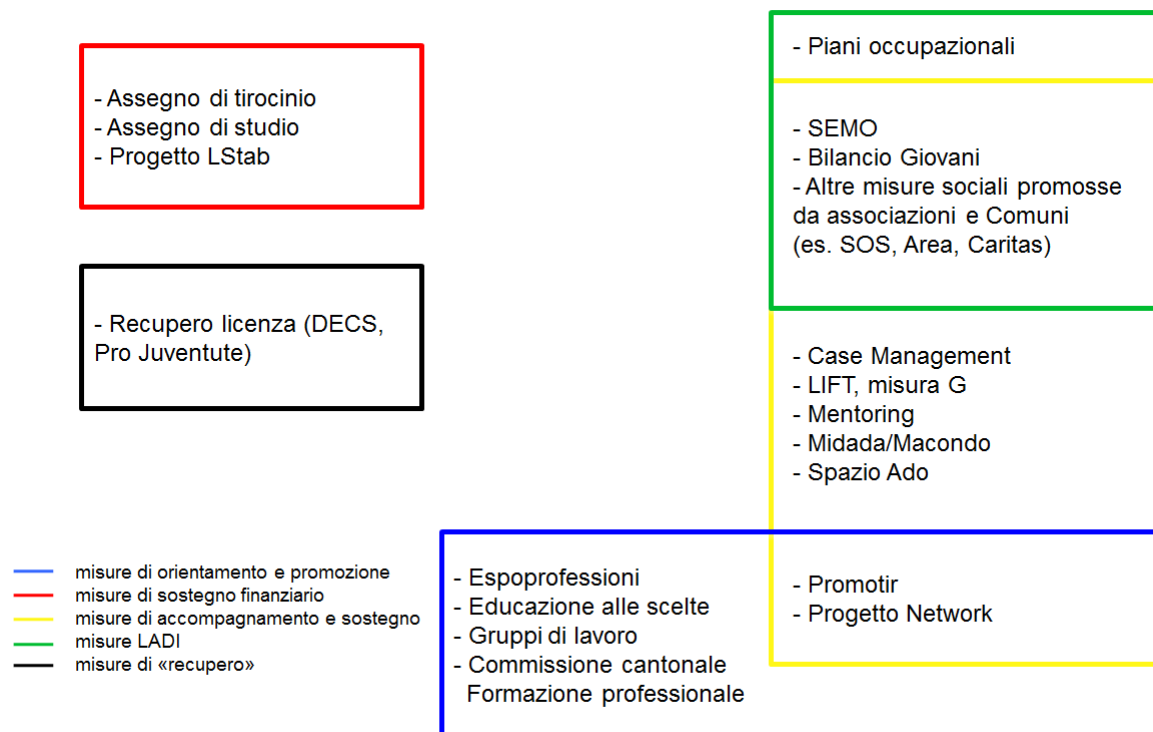 - Assegno di tirocinio
- Assegno di studio
- Progetto LStab
- Recupero licenza (DECS,
Pro Juventute)
- Piani occupazionali
- SEMO
- Bilancio Giovani
- Altre misure sociali promosse
da associazioni e Comuni
(es. SOS, Area, Caritas)
- Case Management
- LIFT, misura G
- Mentoring
- Midada/Macondo
- Spazio Ado
- Promotir
- Progetto Network
- Espoprofessioni
- Educazione alle scelte
- Gruppi di lavoro
- Commissione cantonale
Formazione professionale
misure di orientamento e promozione
misure di sostegno finanziario
misure di accompagnamento e sostegno
misure LADI
misure di «recupero»